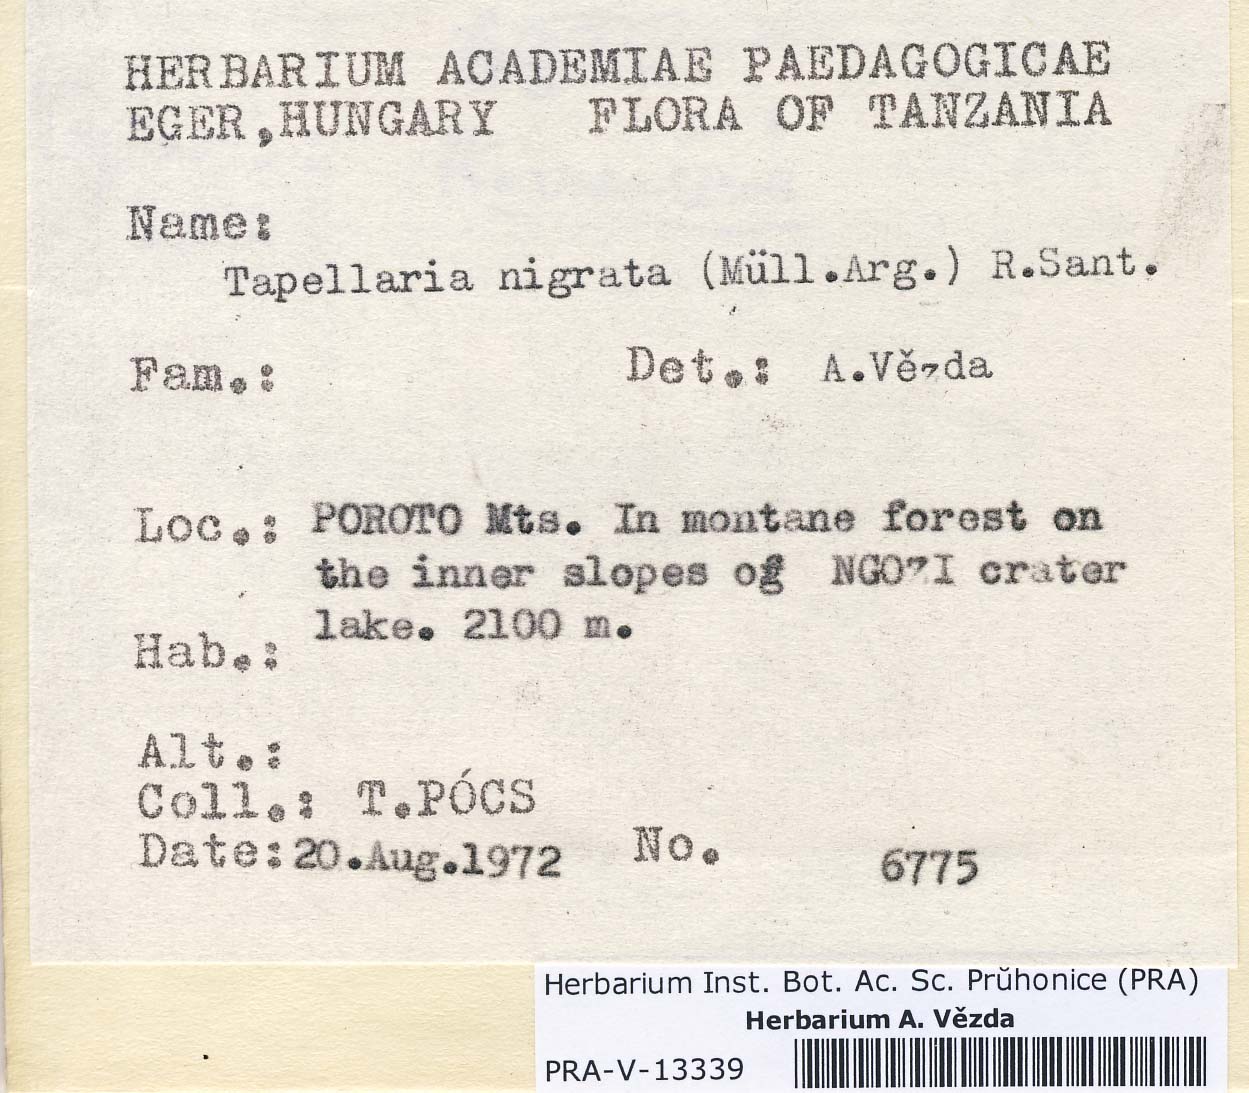 HERBARIUM ACADEMIAE PAEDAGOGICAE
EGER,HUNGARY FLORA OF TANZANIA
Name:
Tapellaria nigrata (Müll.Arg.) R.Sant.
Fam.: Det.: A.Vězda
Loc.: POROTO Mts. In montane forest on
the inner slopes og NGOZI crater
lake. 2100 m.
Hab.:
Alt.:
Coll.: T.PÓCS
Date:20.Aug.1972 No. 6775
Herbarium Inst. Bot. Ac. Sc. Průhonice (PRA)
Herbarium A. Vězda
PRA-V-13339